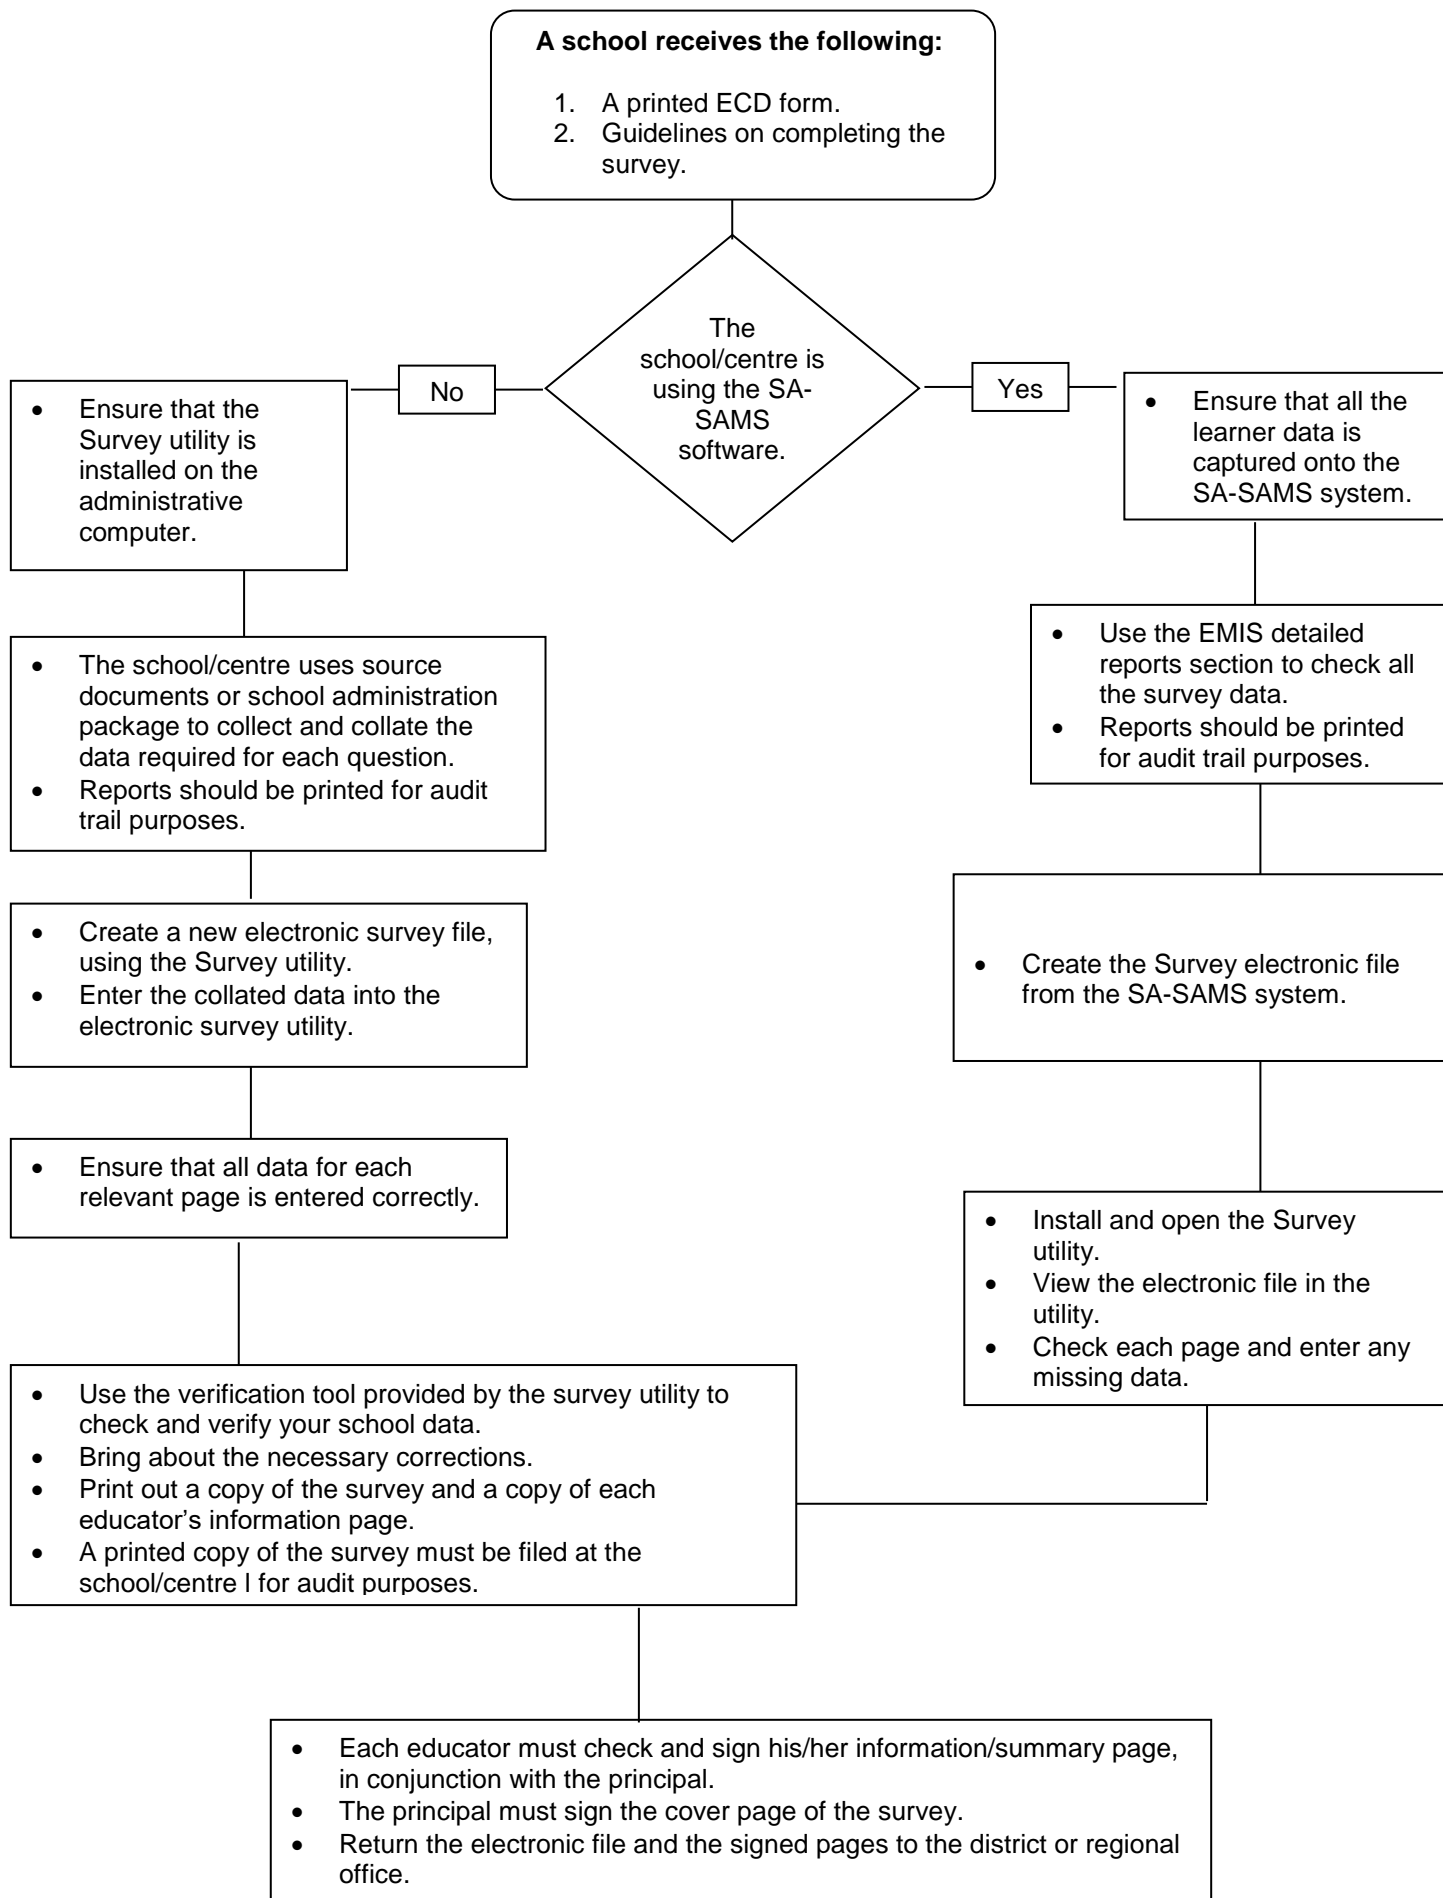 A school receives the following:
1. A printed ECD form.
2. Guidelines on completing the
survey.
The
school/centre is
using the SA-
SAMS
software.
No
Yes
• Ensure that the
Survey utility is
installed on the
administrative
computer.
• Ensure that all the
learner data is
captured onto the
SA-SAMS system.
• The school/centre uses source
documents or school administration
package to collect and collate the
data required for each question.
• Reports should be printed for audit
trail purposes.
• Use the EMIS detailed
reports section to check all
the survey data.
• Reports should be printed
for audit trail purposes.
• Create a new electronic survey file,
using the Survey utility.
• Enter the collated data into the
electronic survey utility.
• Create the Survey electronic file
from the SA-SAMS system.
• Ensure that all data for each
relevant page is entered correctly.
• Install and open the Survey
utility.
• View the electronic file in the
utility.
• Check each page and enter any
missing data.
• Use the verification tool provided by the survey utility to
check and verify your school data.
• Bring about the necessary corrections.
• Print out a copy of the survey and a copy of each
educator’s information page.
• A printed copy of the survey must be filed at the
school/centre l for audit purposes.
• Each educator must check and sign his/her information/summary page,
in conjunction with the principal.
• The principal must sign the cover page of the survey.
• Return the electronic file and the signed pages to the district or regional
office.